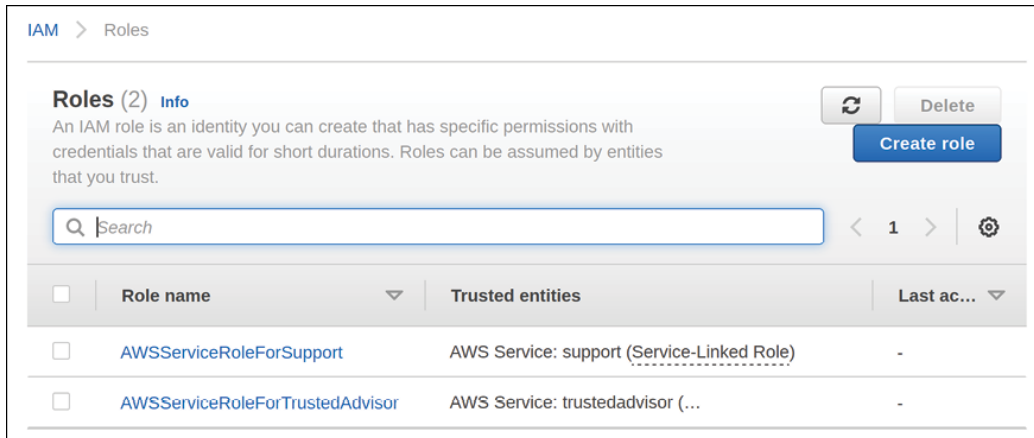 IAM > Roles
Roles (2) Info
Delete
An IAM role is an identity you can create that has specific permissions with
credentials that are valid for short durations. Roles can be assumed by entities
that you trust.
Create role
Search
1
Role name Trusted entities Last ac...
AWSServiceRoleForSupport AWS Service: support (Service-Linked Role) -
AWSServiceRoleForTrustedAdvisor AWS Service: trustedadvisor (... -